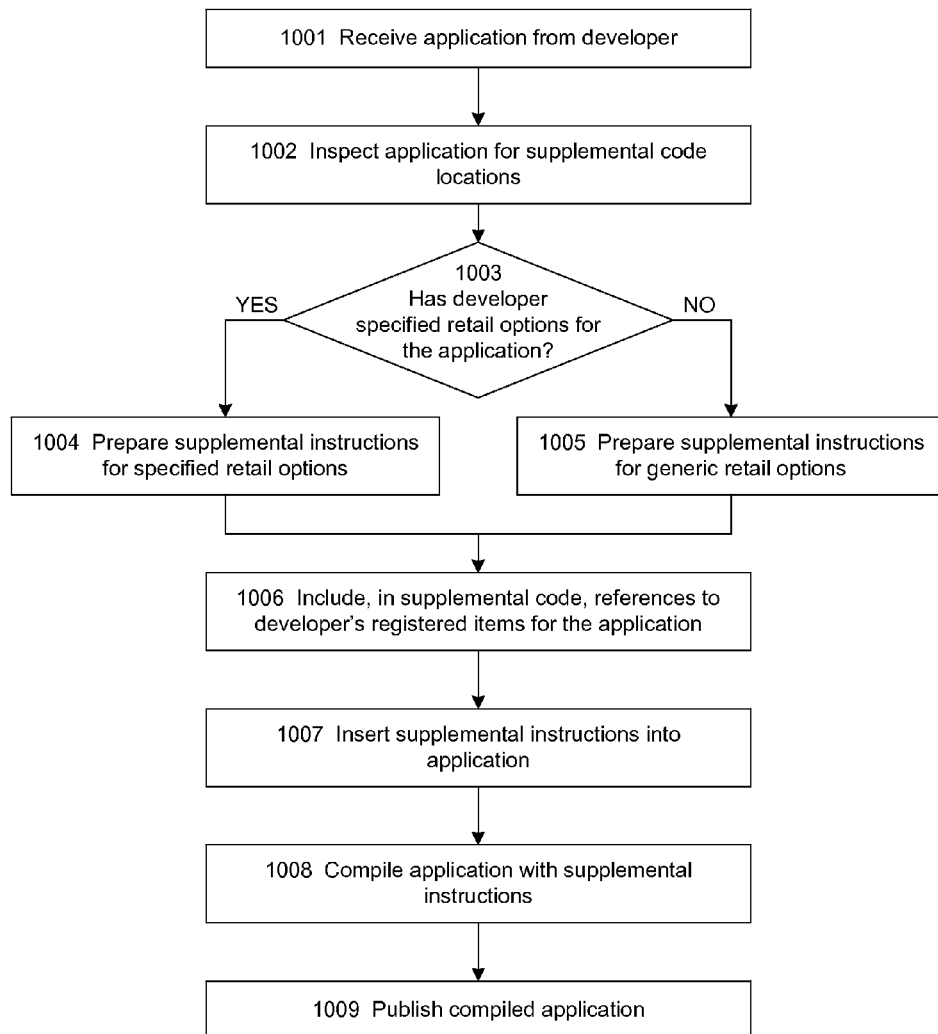 1001 Receive application from developer
1002 Inspect application for supplemental code
locations
1003
Has developer
specified retail options for
the application?
YES
NO
1004 Prepare supplemental instructions
for specified retail options
1005 Prepare supplemental instructions
for generic retail options
1006 Include, in supplemental code, references to
developer's registered items for the application
1007 Insert supplemental instructions into
application
1008 Compile application with supplemental
instructions
1009 Publish compiled application